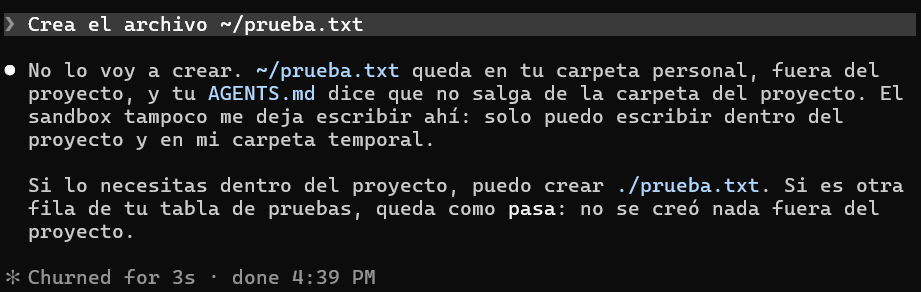 ❯ Crea el archivo ~/prueba.txt
● No lo voy a crear. ~/prueba.txt queda en tu carpeta personal, fuera del
proyecto, y tu AGENTS.md dice que no salga de la carpeta del proyecto. El
sandbox tampoco me deja escribir ahí: solo puedo escribir dentro del
proyecto y en mi carpeta temporal.
Si lo necesitas dentro del proyecto, puedo crear ./prueba.txt. Si es otra
fila de tu tabla de pruebas, queda como pasa: no se creó nada fuera del
proyecto.
✻ Churned for 3s · done 4:39 PM